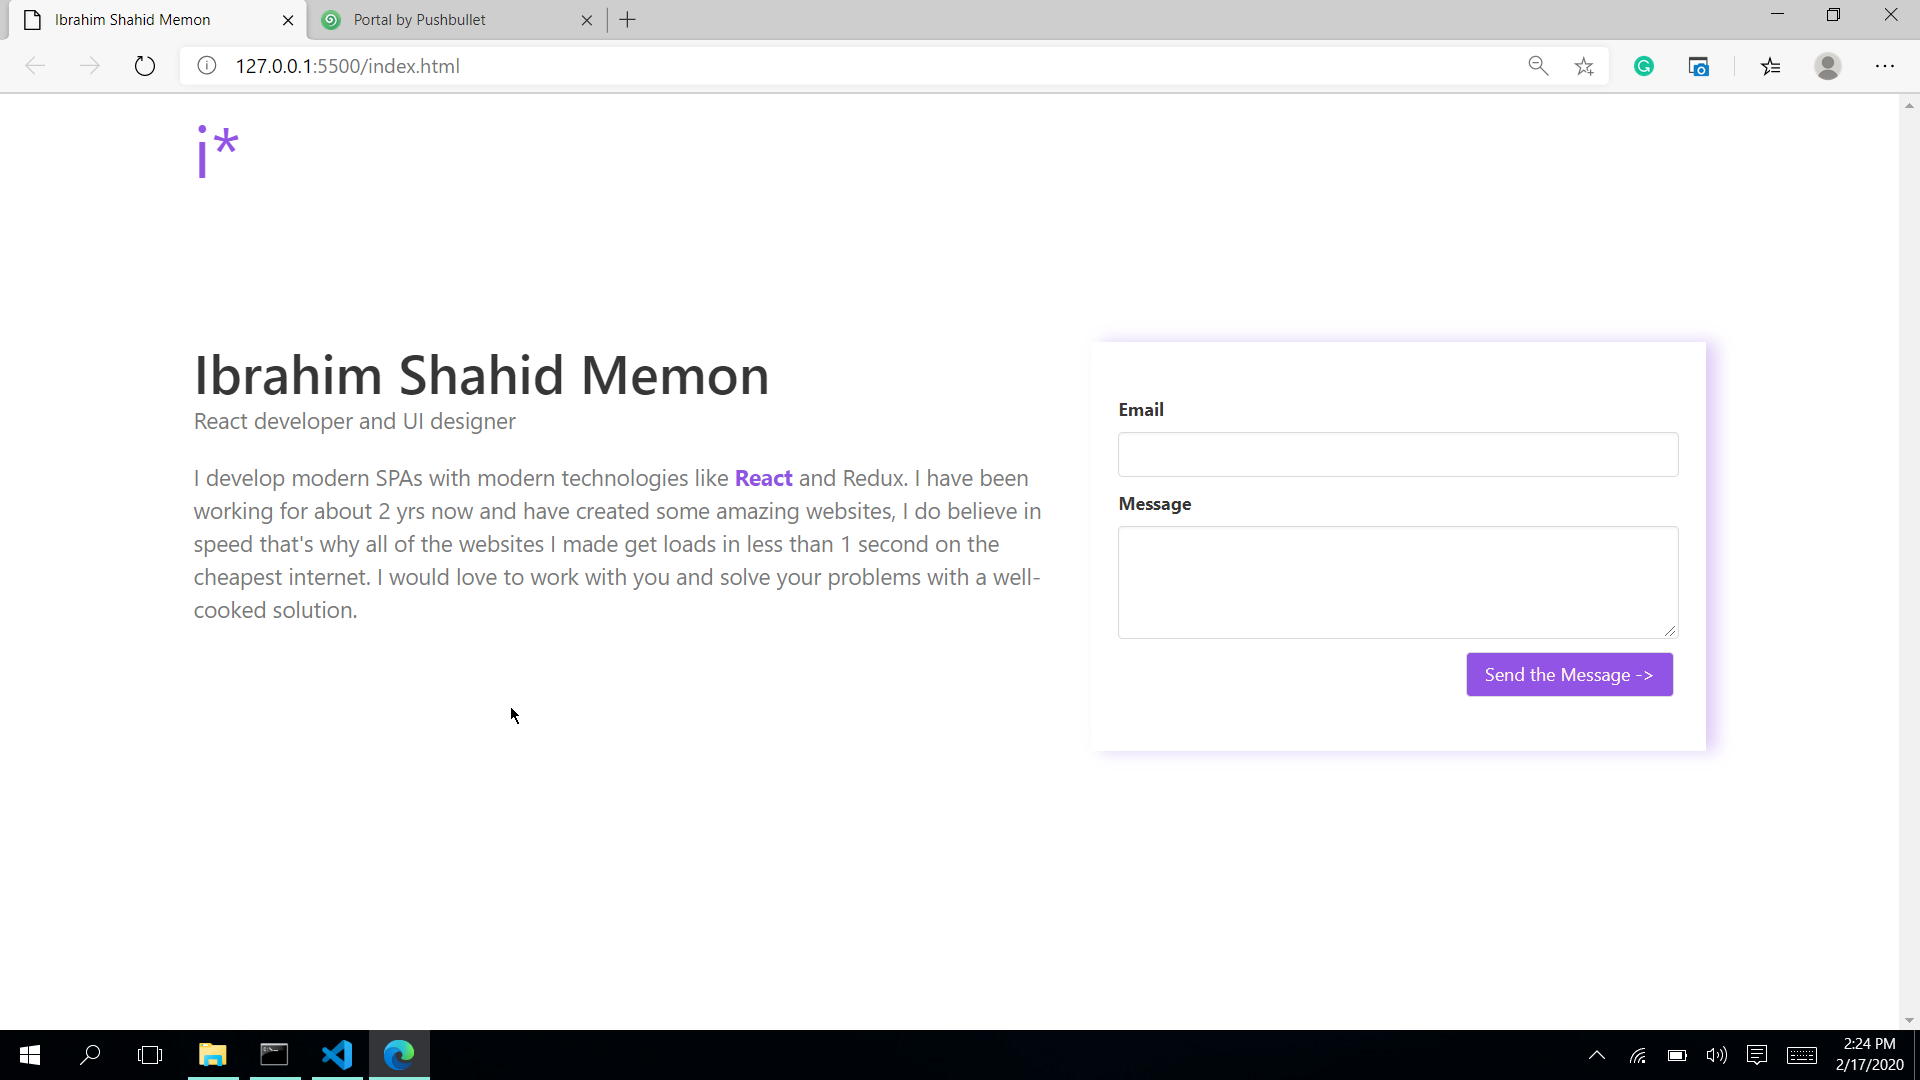 Ibrahim Shahid Memon
Portal by Pushbullet
127.0.0.1:5500/index.html
i*
Ibrahim Shahid Memon
React developer and UI designer
I develop modern SPAs with modern technologies like React and Redux. I have been
working for about 2 yrs now and have created some amazing websites, I do believe in
speed that's why all of the websites I made get loads in less than 1 second on the
cheapest internet. I would love to work with you and solve your problems with a well-
cooked solution.
Email
Message
Send the Message ->
2:24 PM
2/17/2020